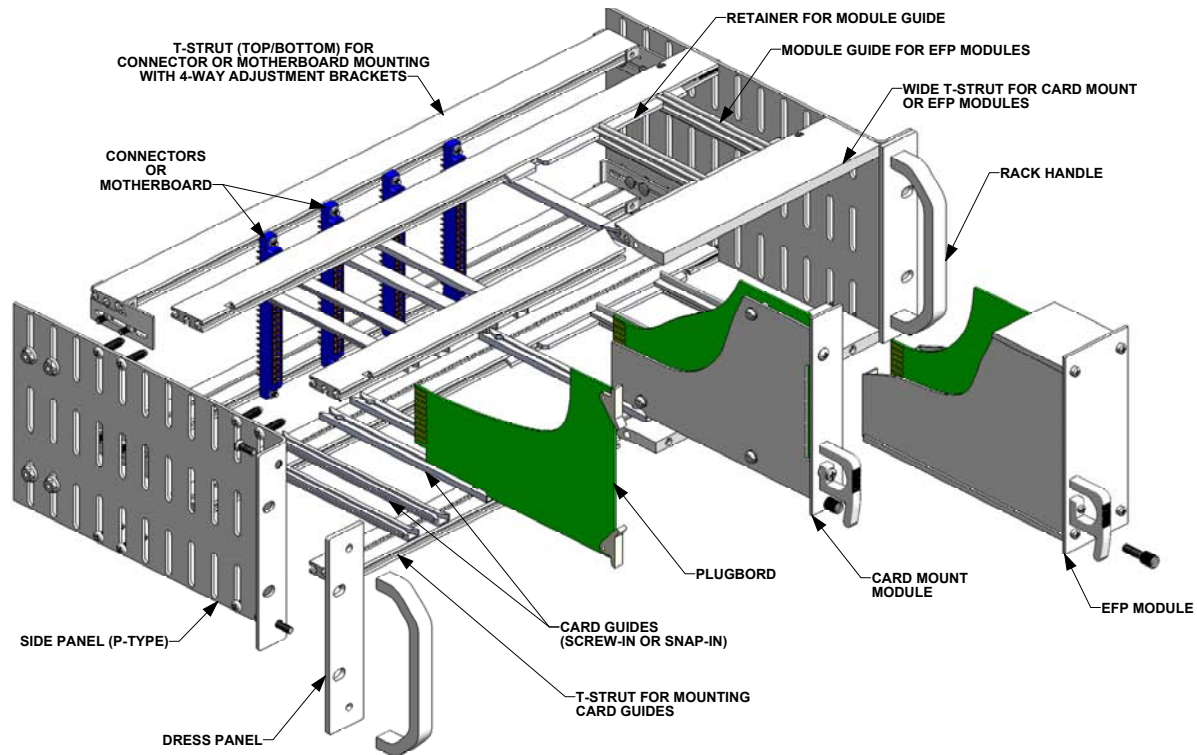 RETAINER FOR MODULE GUIDE
T-STRUT (TOP/BOTTOM) FOR
CONNECTOR OR MOTHERBOARD MOUNTING
WITH 4-WAY ADJUSTMENT BRACKETS
MODULE GUIDE FOR EFP MODULES
WIDE T-STRUT FOR CARD MOUNT
OR EFP MODULES
CONNECTORS
OR
MOTHERBOARD
RACK HANDLE
PLUGBORD
CARD MOUNT
MODULE
EFP MODULE
SIDE PANEL (P-TYPE)
CARD GUIDES
(SCREW-IN OR SNAP-IN)
T-STRUT FOR MOUNTING
CARD GUIDES
DRESS PANEL